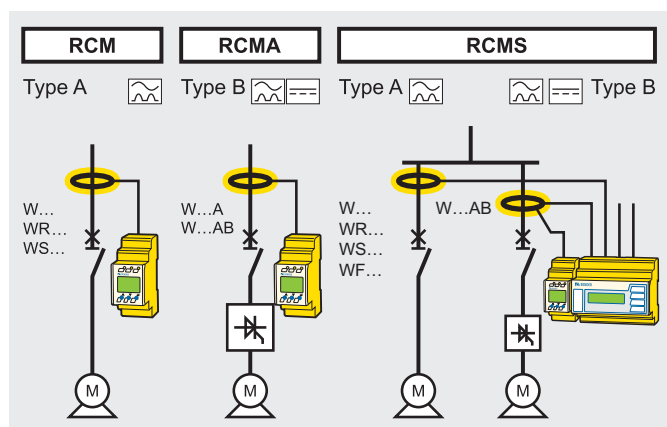 RCM
RCMA
RCMS
Type A
Type B
Type A
Type B
W…
WR…
WS…
W…A
W…AB
W…
WR…
WS…
WF…
W…AB
M
M
M
M